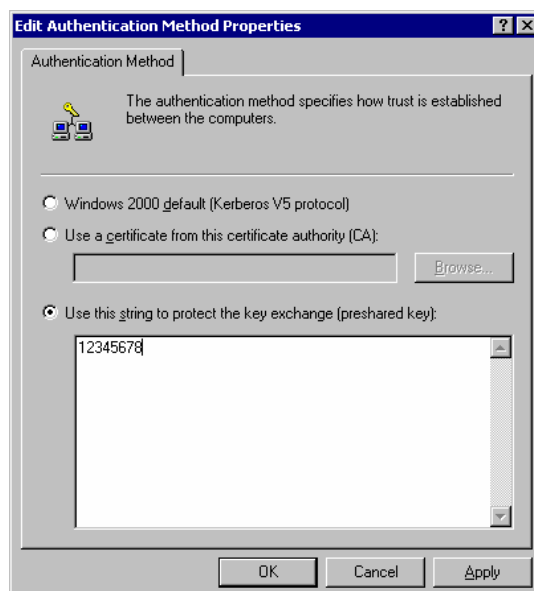 Edit Authentication Method Properties
Authentication Method
The authentication method specifies how trust is established
between the computers.
Windows 2000 default (Kerberos V5 protocol)
Use a certificate from this certificate authority (CA):
Browse...
Use this string to protect the key exchange (preshared key):
12345678
OK Cancel Apply